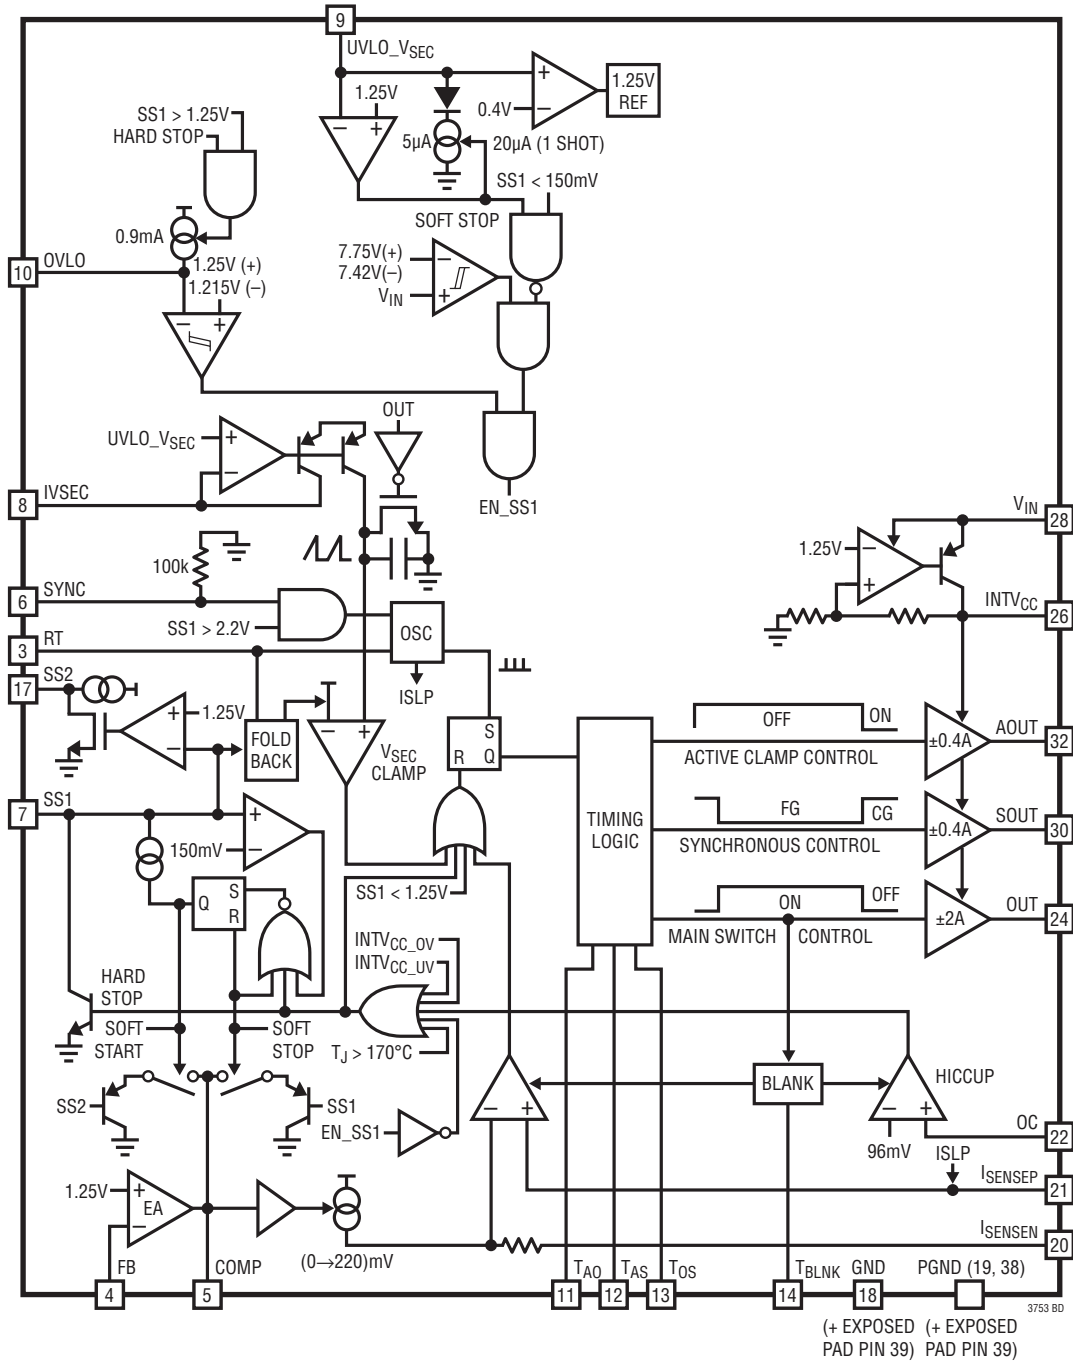 9
UVLO_VSEC
1.25V
+
−
0.4V
1.25V
REF
− +
5µA
20µA (1 SHOT)
SS1 > 1.25V
HARD STOP
SS1 < 150mV
SOFT STOP
0.9mA
7.75V(+)
7.42V(–)
VIN
−
+
10
OVLO
1.25V (+)
1.215V (–)
− +
OUT
UVLO_VSEC
+
−
EN_SS1
8
IVSEC
VIN
28
1.25V
−
+
100k
6
SYNC
INTVCC
26
SS1 > 2.2V
OSC
3
RT
ISLP
17
SS2
1.25V
+
−
FOLD
BACK
− +
VSEC
CLAMP
S
R Q
TIMING
LOGIC
OFF
ON
ACTIVE CLAMP CONTROL
±0.4A
AOUT
32
7
SS1
+
−
150mV
FG
CG
SYNCHRONOUS CONTROL
±0.4A
SOUT
30
SS1 < 1.25V
Q
S
R
ON
OFF
MAIN SWITCH CONTROL
±2A
OUT
24
INTVCC_OV
INTVCC_UV
HARD
STOP
SOFT
START
SOFT
STOP
TJ > 170°C
BLANK
HICCUP
− +
− +
SS2
SS1
EN_SS1
96mV
OC
22
ISLP
ISENSEP
21
1.25V
+
−
EA
(0→220)mV
ISENSEN
20
FB
COMP
TAO
TAS
TOS
TBLNK
GND
PGND (19, 38)
4
5
11
12
13
14
18
3753 BD
(+ EXPOSED
PAD PIN 39)
(+ EXPOSED
PAD PIN 39)